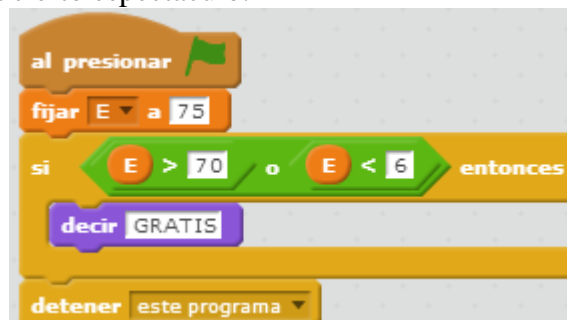 al presionar
fijar E a 75
si E > 70 o E < 6 entonces
decir GRATIS
detener este programa